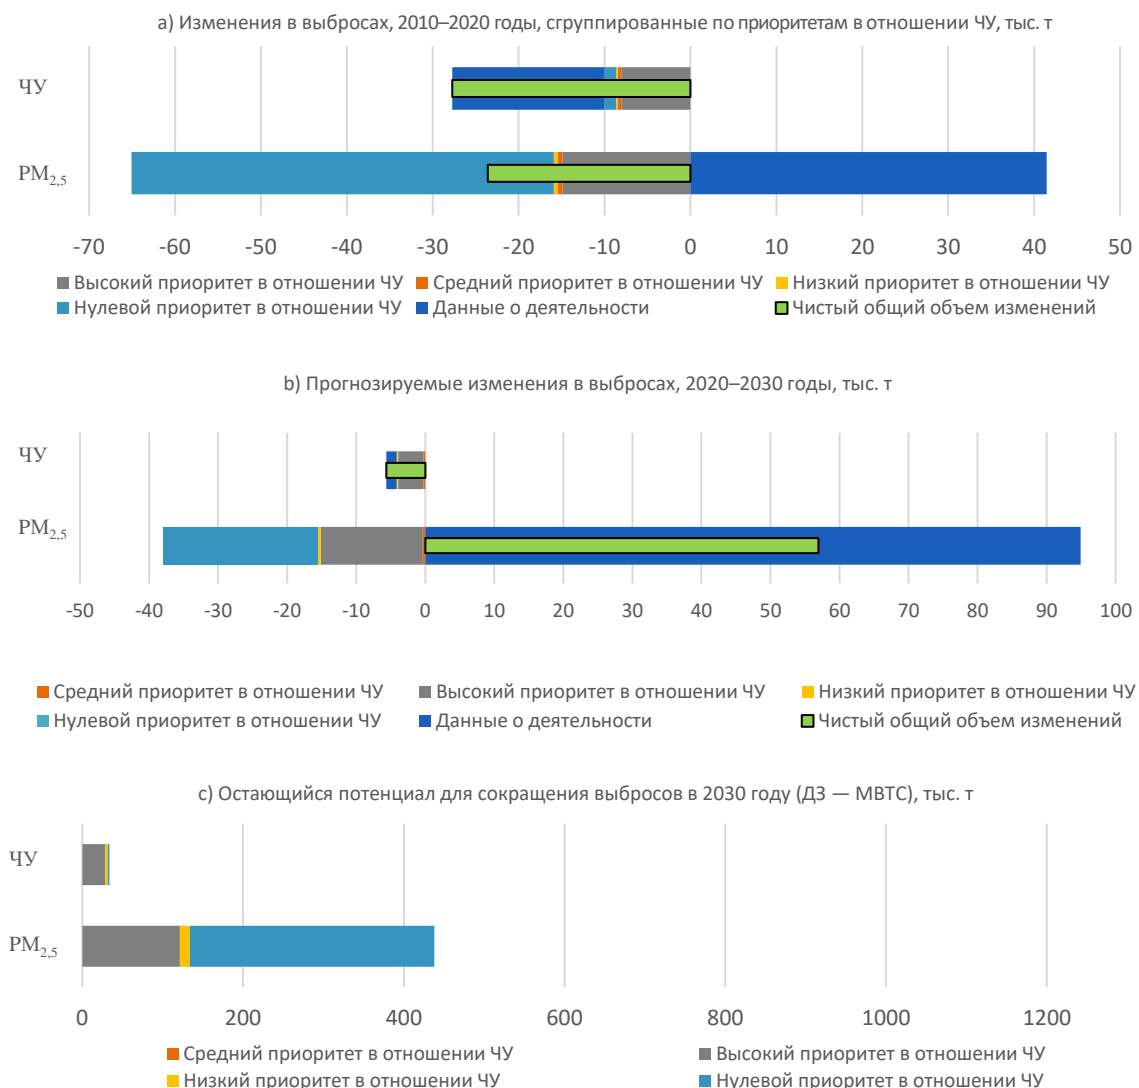 a) Изменения в выбросах, 2010–2020 годы, сгруппированные по приоритетам в отношении ЧУ, тыс. т
ЧУ
PM2,5
-70 -60 -50 -40 -30 -20 -10 0 10 20 30 40 50
Высокий приоритет в отношении ЧУ Средний приоритет в отношении ЧУ Низкий приоритет в отношении ЧУ
Нулевой приоритет в отношении ЧУ Данные о деятельности Чистый общий объем изменений
b) Прогнозируемые изменения в выбросах, 2020–2030 годы, тыс. т
ЧУ
PM2,5
-50 -40 -30 -20 -10 0 10 20 30 40 50 60 70 80 90 100
Средний приоритет в отношении ЧУ Высокий приоритет в отношении ЧУ Низкий приоритет в отношении ЧУ
Нулевой приоритет в отношении ЧУ Данные о деятельности Чистый общий объем изменений
c) Остающийся потенциал для сокращения выбросов в 2030 году (ДЗ — МВТС), тыс. т
ЧУ
PM2,5
0 200 400 600 800 1000 1200
Средний приоритет в отношении ЧУ Высокий приоритет в отношении ЧУ
Низкий приоритет в отношении ЧУ Нулевой приоритет в отношении ЧУ